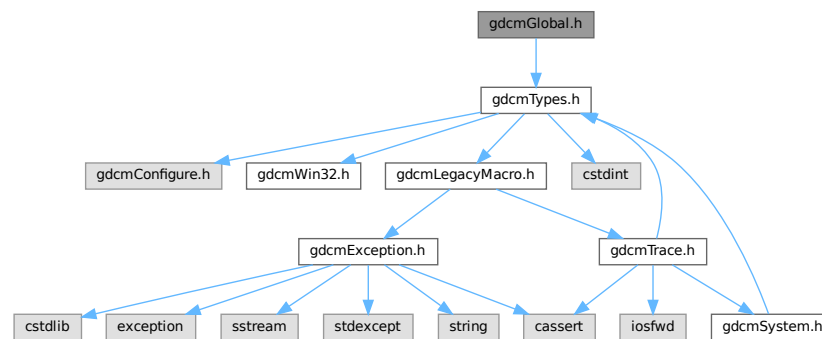 gdcmGlobal.h
gdcmTypes.h
gdcmConfigure.h
gdcmWin32.h
gdcmLegacyMacro.h
cstdint
gdcmException.h
gdcmTrace.h
cstdlib
exception
sstream
stdexcept
string
cassert
iosfwd
gdcmSystem.h